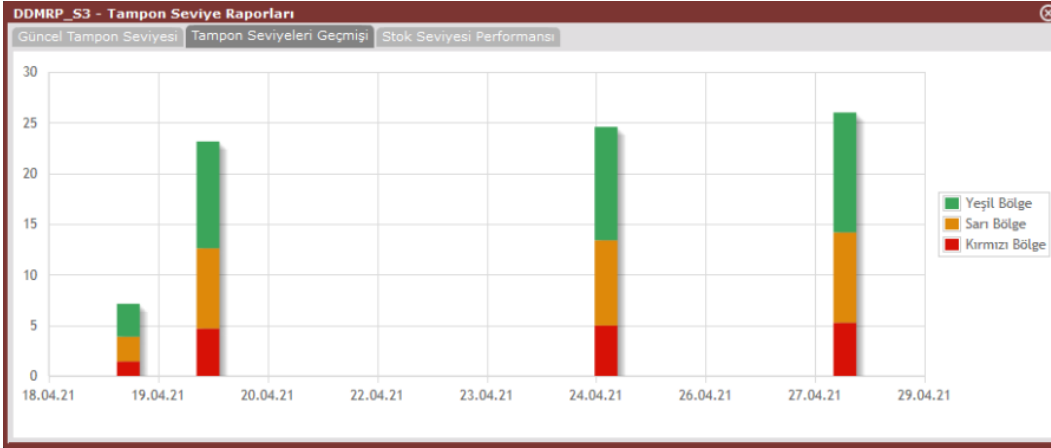 DDMRP_S3 - Tampon Seviye Raporları
Güncel Tampon Seviyesi Tampon Seviyeleri Geçmişi Stok Seviyesi Performansı
30
25
20
15
10
5
0
Yeşil Bölge
Sarı Bölge
Kırmızı Bölge
18.04.21 19.04.21 20.04.21 22.04.21 23.04.21 24.04.21 26.04.21 27.04.21 29.04.21